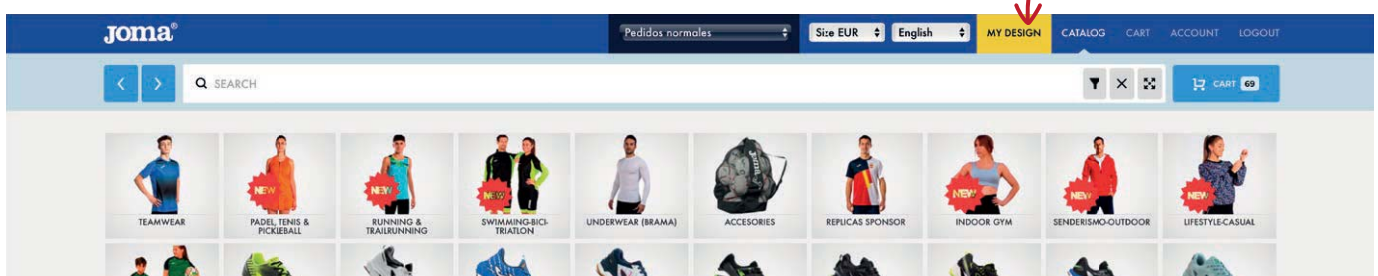 Joma®
Pedidos normales
Size EUR
English
MY DESIGN
CATALOG
CART
ACCOUNT
LOGOUT
SEARCH
CART 69
NEW
NEW
NEW
NEW
NEW
NEW
TEAMWEAR
PADEL, TENIS &
PICKLEBALL
RUNNING &
TRAILRUNNING
SWIMMING-BICI-
TRIATLON
UNDERWEAR (BRAMA)
ACCESORIES
REPLICAS SPONSOR
INDOOR GYM
SENDERISMO-OUTDOOR
LIFESTYLE-CASUAL